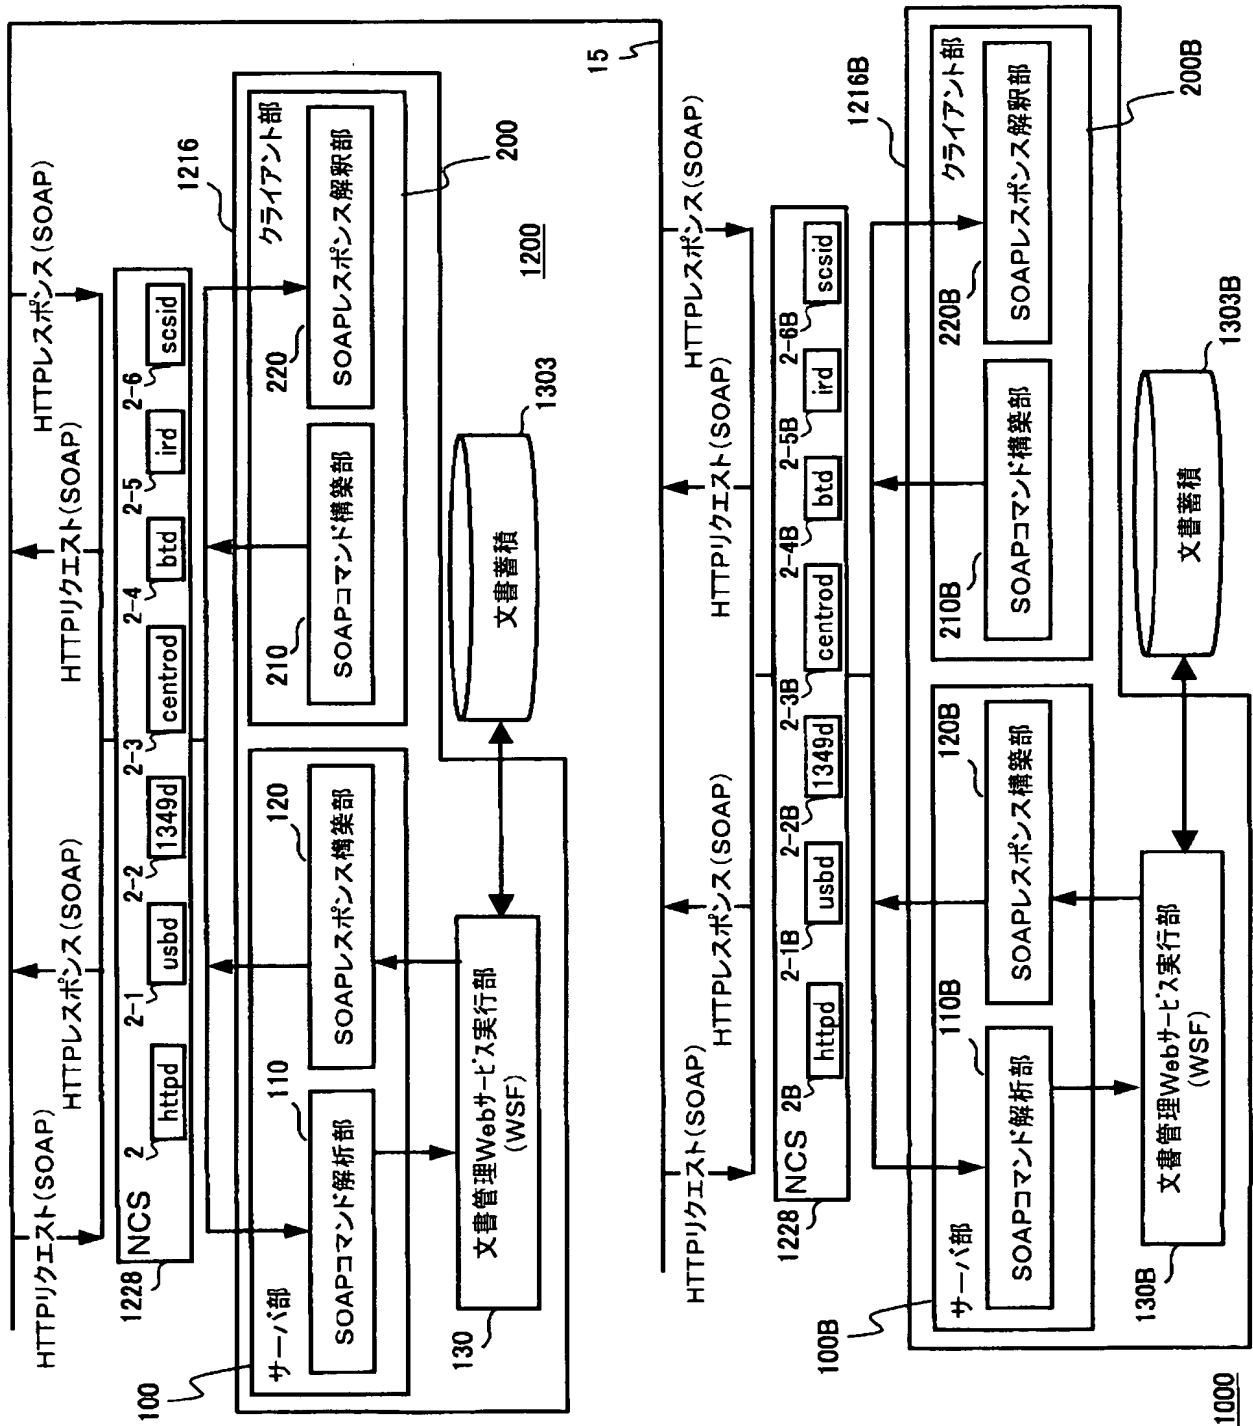 HTTPリクエスト(SOAP)
HTTPレスポンス(SOAP)
HTTPリクエスト(SOAP)
HTTPレスポンス(SOAP)
15
NCS
1228
2
httpd
2-1
usbd
2-2
1349d
2-3
centrod
2-4
btd
2-5
ird
2-6
scsid
1216
100
サーバ部
110
SOAPコマンド解析部
120
SOAPレスポンス構築部
クライアント部
200
210
SOAPコマンド構築部
220
SOAPレスポンス解釈部
130
文書管理Webサービス実行部
(WSF)
文書蓄積
1303
1200
HTTPリクエスト(SOAP)
HTTPレスポンス(SOAP)
HTTPリクエスト(SOAP)
HTTPレスポンス(SOAP)
NCS
1228
2B
httpd
2-1B
usbd
2-2B
1349d
2-3B
centrod
2-4B
btd
2-5B
ird
2-6B
scsid
1216B
100B
サーバ部
110B
SOAPコマンド解析部
120B
SOAPレスポンス構築部
クライアント部
200B
210B
SOAPコマンド構築部
220B
SOAPレスポンス解釈部
130B
文書管理Webサービス実行部
(WSF)
文書蓄積
1303B
1000